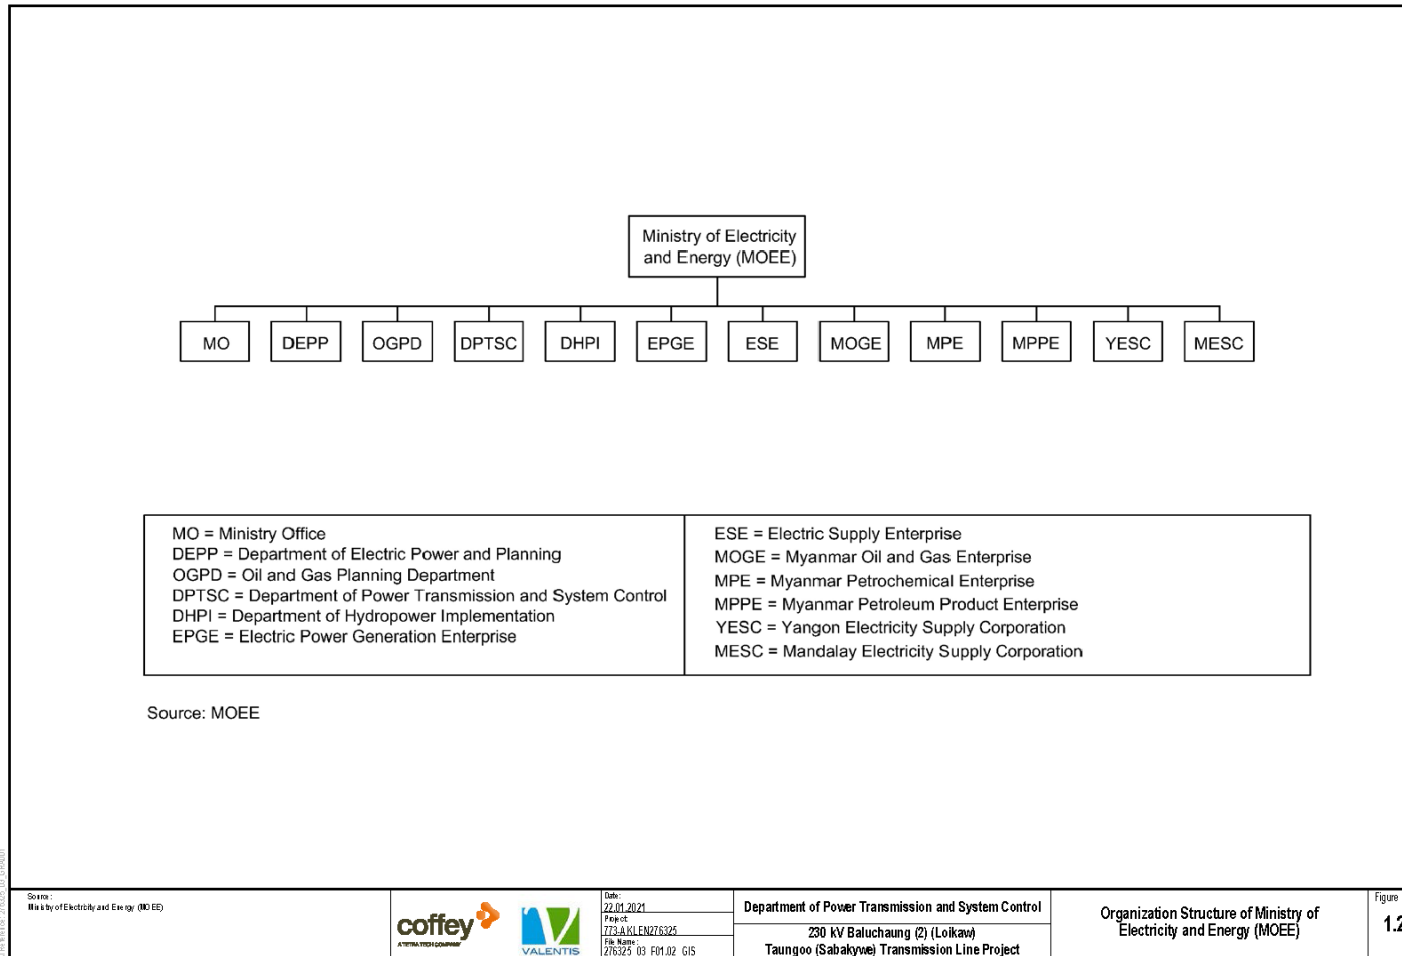 Ministry of Electricity
and Energy (MOEE)
MO
DEPP
OGPD
DPTSC
DHPI
EPGE
ESE
MOGE
MPE
MPPE
YESC
MESC
MO = Ministry Office
DEPP = Department of Electric Power and Planning
OGPD = Oil and Gas Planning Department
DPTSC = Department of Power Transmission and System Control
DHPI = Department of Hydropower Implementation
EPGE = Electric Power Generation Enterprise
ESE = Electric Supply Enterprise
MOGE = Myanmar Oil and Gas Enterprise
MPE = Myanmar Petrochemical Enterprise
MPPE = Myanmar Petroleum Product Enterprise
YESC = Yangon Electricity Supply Corporation
MESC = Mandalay Electricity Supply Corporation
Source: MOEE
Source:
Ministry of Electricity and Energy (MOEE)
coffey
A TETRA TECH COMPANY
VALENTIS
Date:
22.01.2021
Project:
773-AKLEN276325
File Name:
276325_03_F01.02_GIS
Department of Power Transmission and System Control
230 kV Baluchaung (2) (Loikaw)
Taungoo (Sabakywe) Transmission Line Project
Organization Structure of Ministry of
Electricity and Energy (MOEE)
Figure
1.2